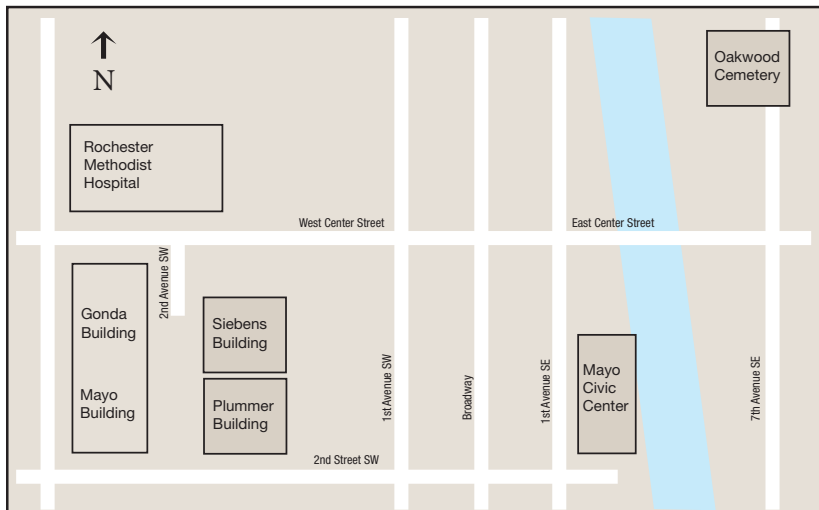 N
Oakwood
Cemetery
Rochester
Methodist
Hospital
West Center Street
East Center Street
2nd Avenue SW
Gonda
Building
Mayo
Building
Siebens
Building
Plummer
Building
1st Avenue SW
Broadway
1st Avenue SE
Mayo
Civic
Center
7th Avenue SE
2nd Street SW